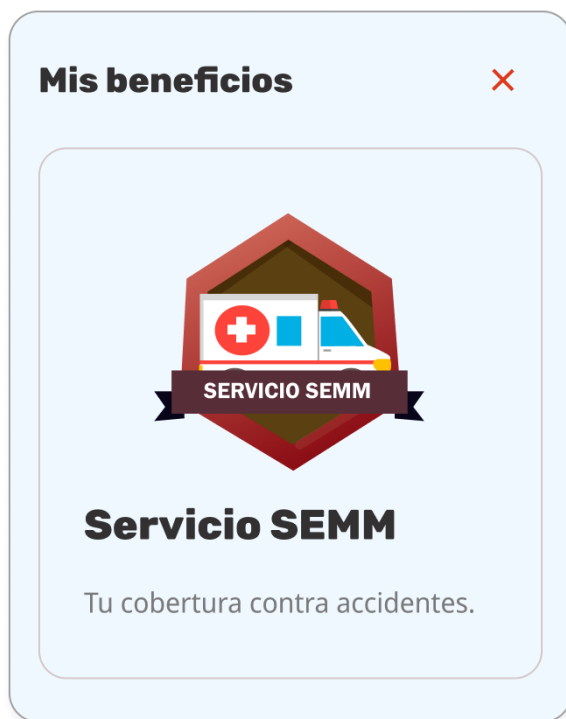 Mis beneficios
SERVICIO SEMM
Servicio SEMM
Tu cobertura contra accidentes.